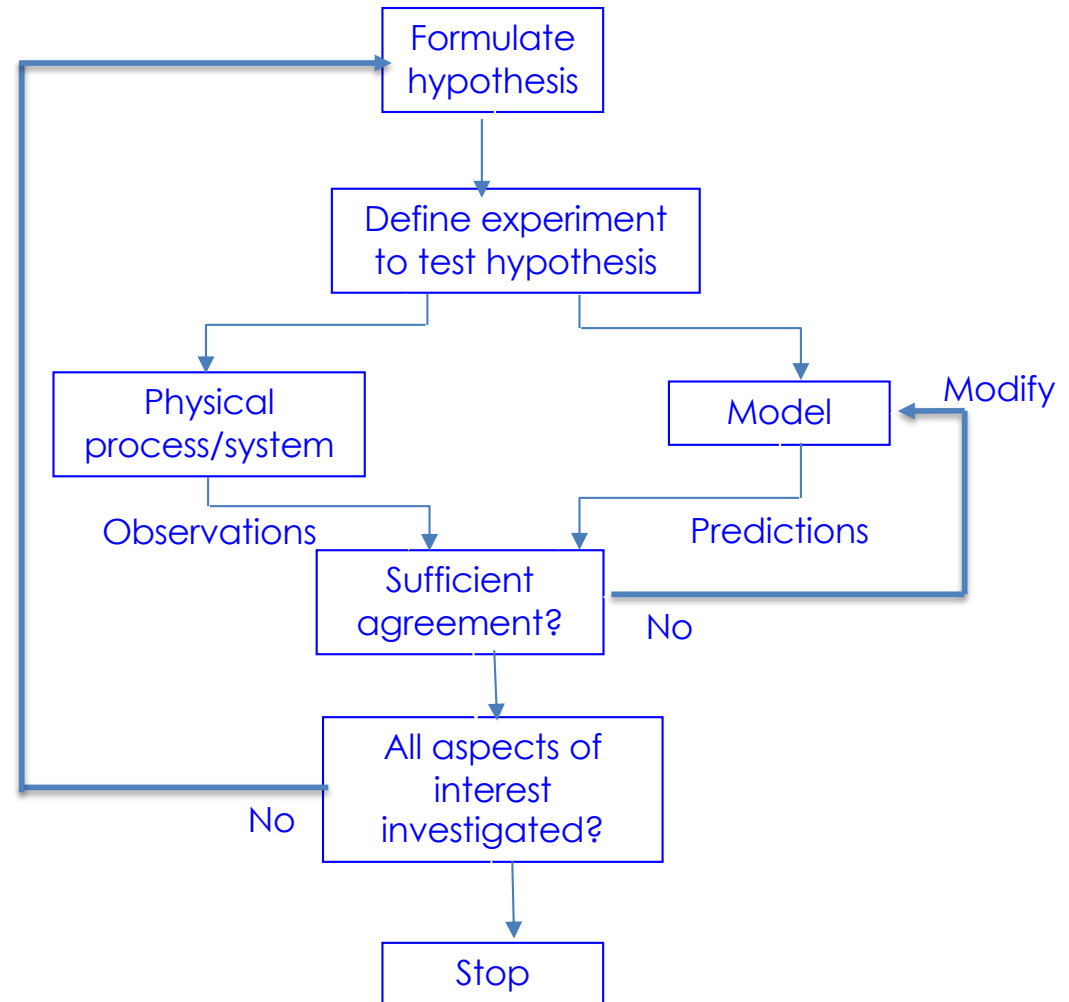 Formulate
hypothesis
Define experiment
to test hypothesis
Physical
process/system
Model
Modify
Observations
Predictions
Sufficient
agreement?
No
All aspects of
interest
investigated?
No
Stop